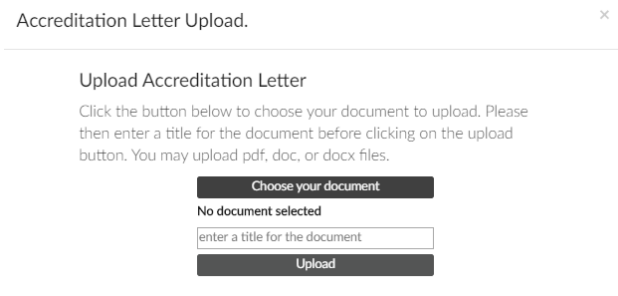 Accreditation Letter Upload.
×
Upload Accreditation Letter
Click the button below to choose your document to upload. Please
then enter a title for the document before clicking on the upload
button. You may upload pdf, doc, or docx files.
Choose your document
No document selected
enter a title for the document
Upload